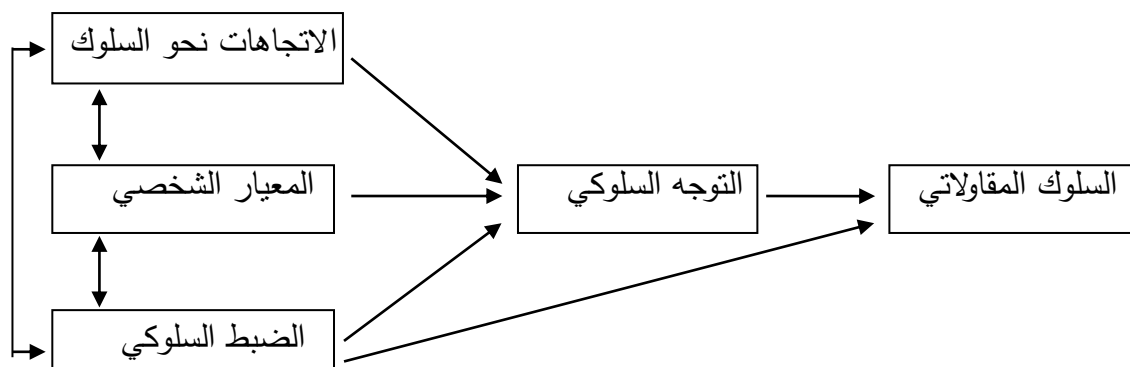 الاتجاهات نحو السلوك
المعيار الشخصي
التوجه السلوكي
السلوك المقاولاتي
الضبط السلوكي